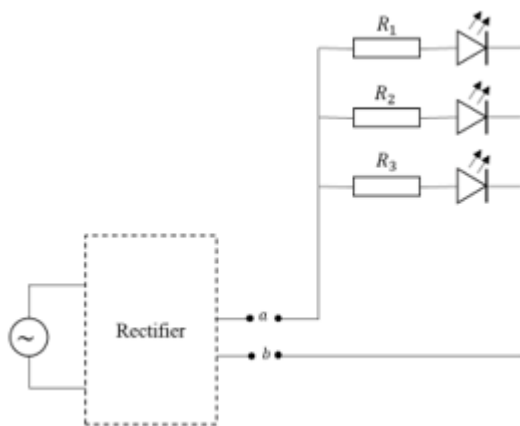 R₁
R₂
R₃
a
Rectifier
b